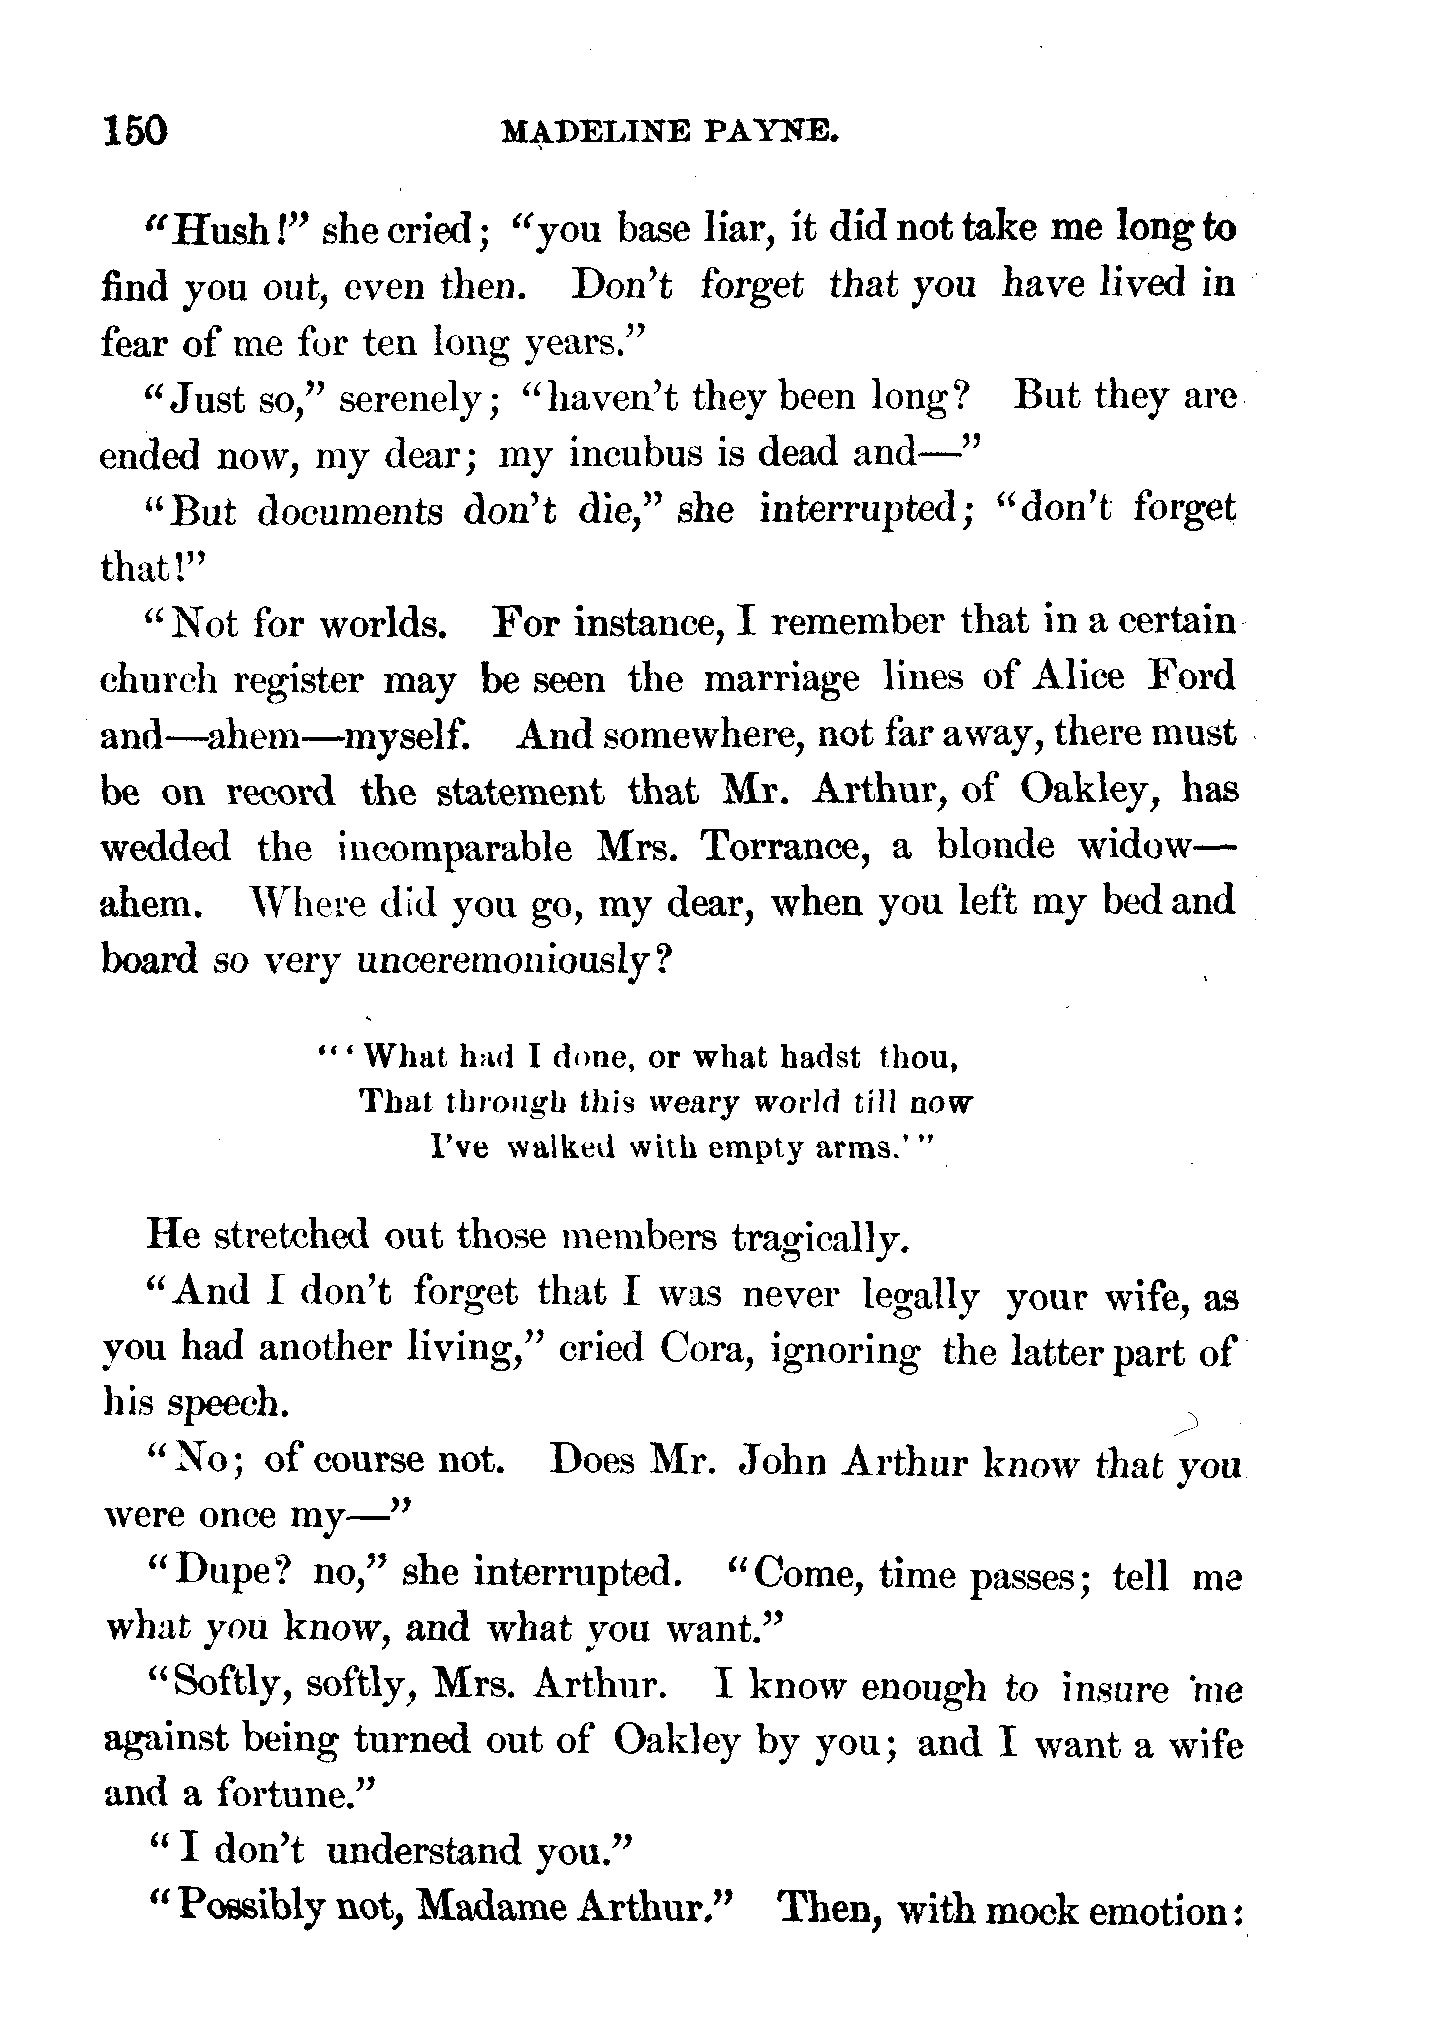 150 MADELINE PAYNE.
"Hush!" she cried; "you base liar, it did not take me long to
find you out, even then. Don't forget that you have lived in
fear of me for ten long years."
"Just so," serenely; "haven't they been long? But they are
ended now, my dear; my incubus is dead and—"
"But documents don't die," she interrupted; "don't forget
that!"
"Not for worlds. For instance, I remember that in a certain
church register may be seen the marriage lines of Alice Ford
and—ahem—myself. And somewhere, not far away, there must
be on record the statement that Mr. Arthur, of Oakley, has
wedded the incomparable Mrs. Torrance, a blonde widow—
ahem. Where did you go, my dear, when you left my bed and
board so very unceremoniously?
"'What had I done, or what hadst thou,
That through this weary world till now
I've walked with empty arms.'"
He stretched out those members tragically.
"And I don't forget that I was never legally your wife, as
you had another living," cried Cora, ignoring the latter part of
his speech.
"No; of course not. Does Mr. John Arthur know that you
were once my—"
"Dupe? no," she interrupted. "Come, time passes; tell me
what you know, and what you want."
"Softly, softly, Mrs. Arthur. I know enough to insure me
against being turned out of Oakley by you; and I want a wife
and a fortune."
"I don't understand you."
"Possibly not, Madame Arthur." Then, with mock emotion: